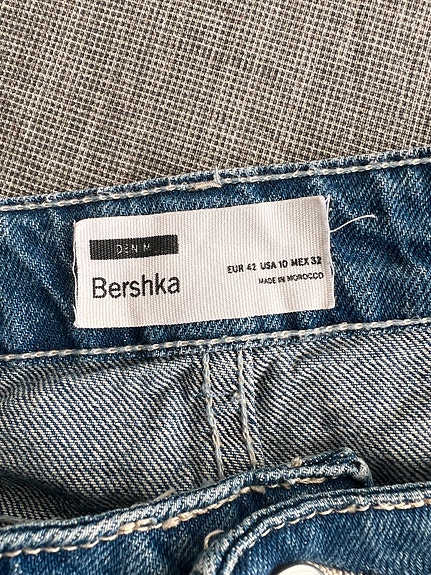 DENIM
Bershka
EUR 42 USA 10 MEX 32
MADE IN MOROCCO